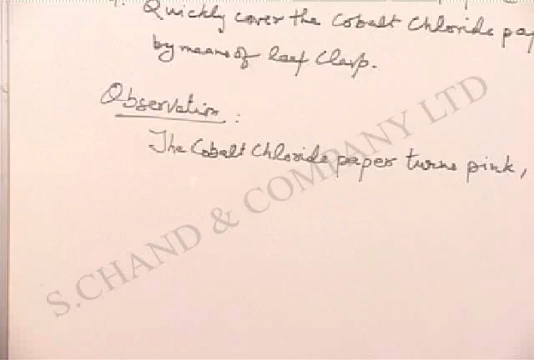 Quickly cover the Cobalt Chloride
by means of leaf Clasp.
Observation :
The Cobalt Chloride paper turns pink,
S.CHAND & COMPANY LTD